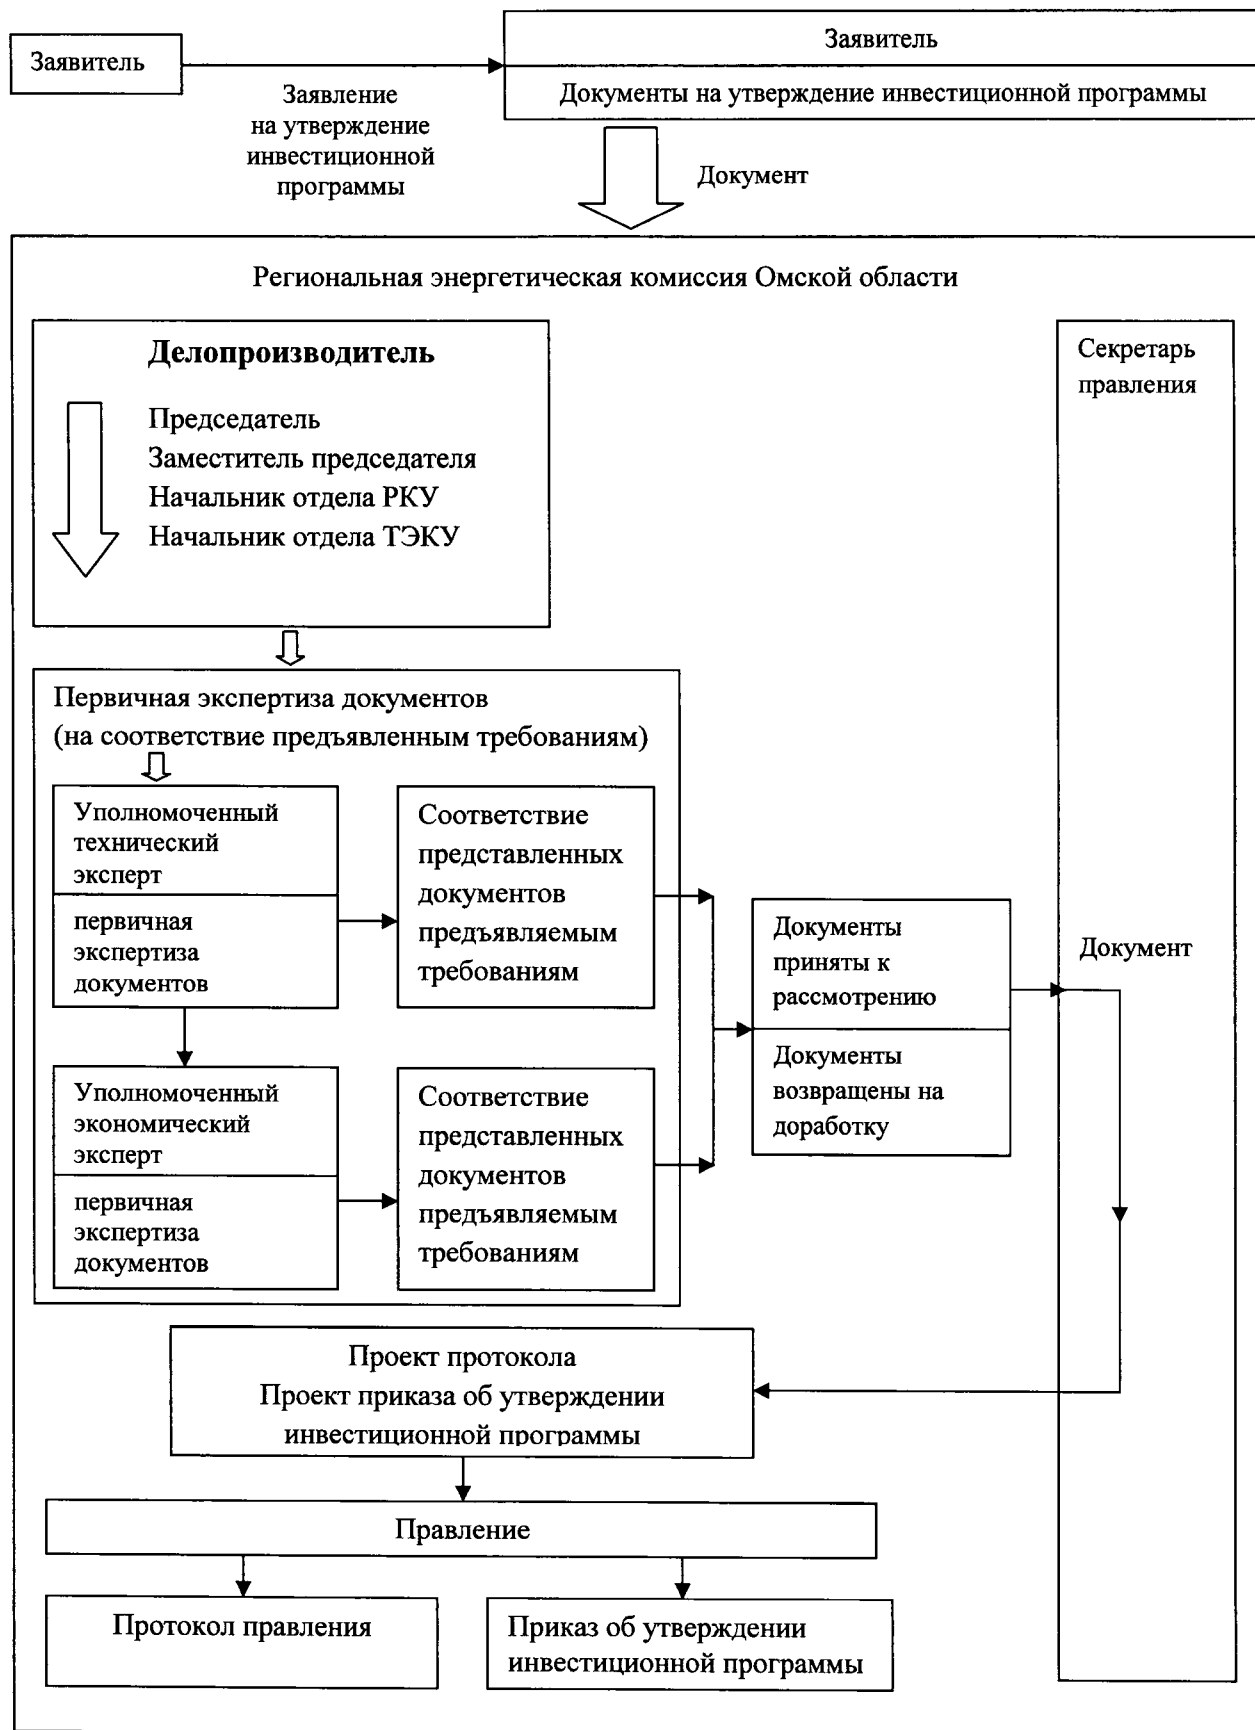 Заявитель
Заявитель
Документы на утверждение инвестиционной программы
Заявление
на утверждение
инвестиционной
программы
Документ
Региональная энергетическая комиссия Омской области
Делопроизводитель
Председатель
Заместитель председателя
Начальник отдела РКУ
Начальник отдела ТЭКУ
Секретарь
правления
Первичная экспертиза документов
(на соответствие предъявленным требованиям)
Уполномоченный
технический
эксперт
первичная
экспертиза
документов
Соответствие
представленных
документов
предъявляемым
требованиям
Уполномоченный
экономический
эксперт
первичная
экспертиза
документов
Соответствие
представленных
документов
предъявляемым
требованиям
Документы
приняты к
рассмотрению
Документы
возвращены на
доработку
Документ
Проект протокола
Проект приказа об утверждении
инвестиционной программы
Правление
Протокол правления
Приказ об утверждении
инвестиционной программы